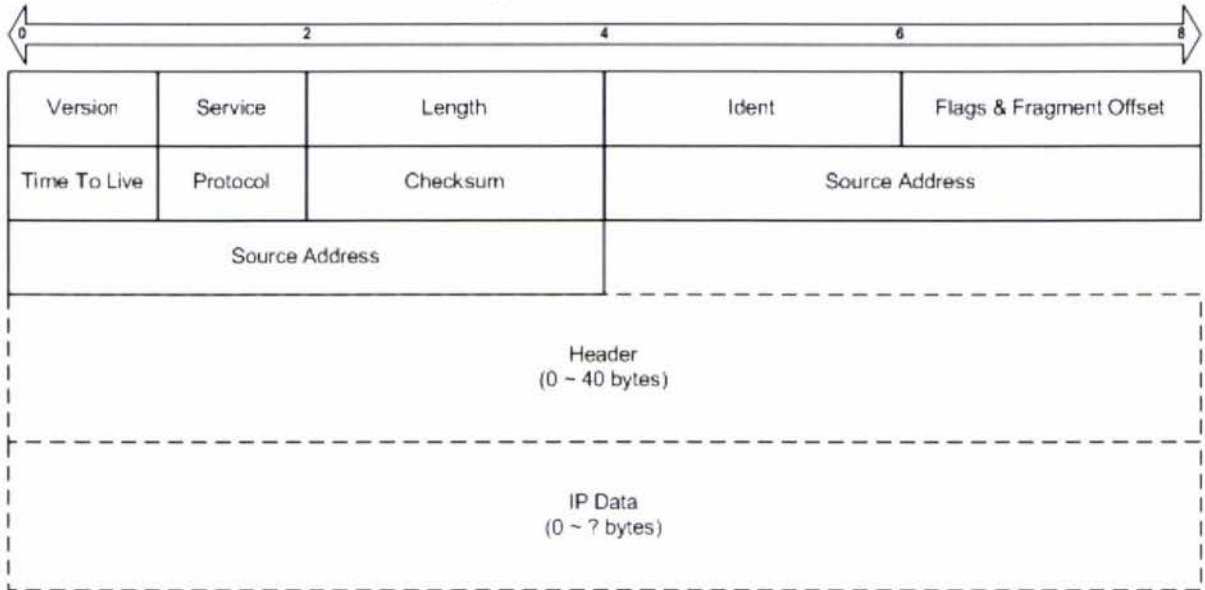 0 2 4 6 8
Version Service Length Ident Flags & Fragment Offset
Time To Live Protocol Checksum Source Address
Source Address
Header
(0 ~ 40 bytes)
IP Data
(0 ~ ? bytes)